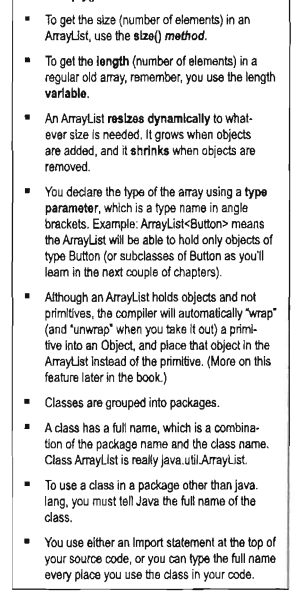 ▪ To get the size (number of elements) in an
ArrayList, use the size() method.
▪ To get the length (number of elements) in a
regular old array, remember, you use the length
variable.
▪ An ArrayList resizes dynamically to what-
ever size is needed. It grows when objects
are added, and it shrinks when objects are
removed.
▪ You declare the type of the array using a type
parameter, which is a type name in angle
brackets. Example: ArrayList<Button> means
the ArrayList will be able to hold only objects of
type Button (or subclasses of Button as you'll
learn in the next couple of chapters).
▪ Although an ArrayList holds objects and not
primitives, the compiler will automatically "wrap"
(and "unwrap" when you take it out) a primi-
tive into an Object, and place that object in the
ArrayList instead of the primitive. (More on this
feature later in the book.)
▪ Classes are grouped into packages.
▪ A class has a full name, which is a combina-
tion of the package name and the class name.
Class ArrayList is really java.util.ArrayList.
▪ To use a class in a package other than java.
lang, you must tell Java the full name of the
class.
▪ You use either an Import statement at the top of
your source code, or you can type the full name
every place you use the class in your code.